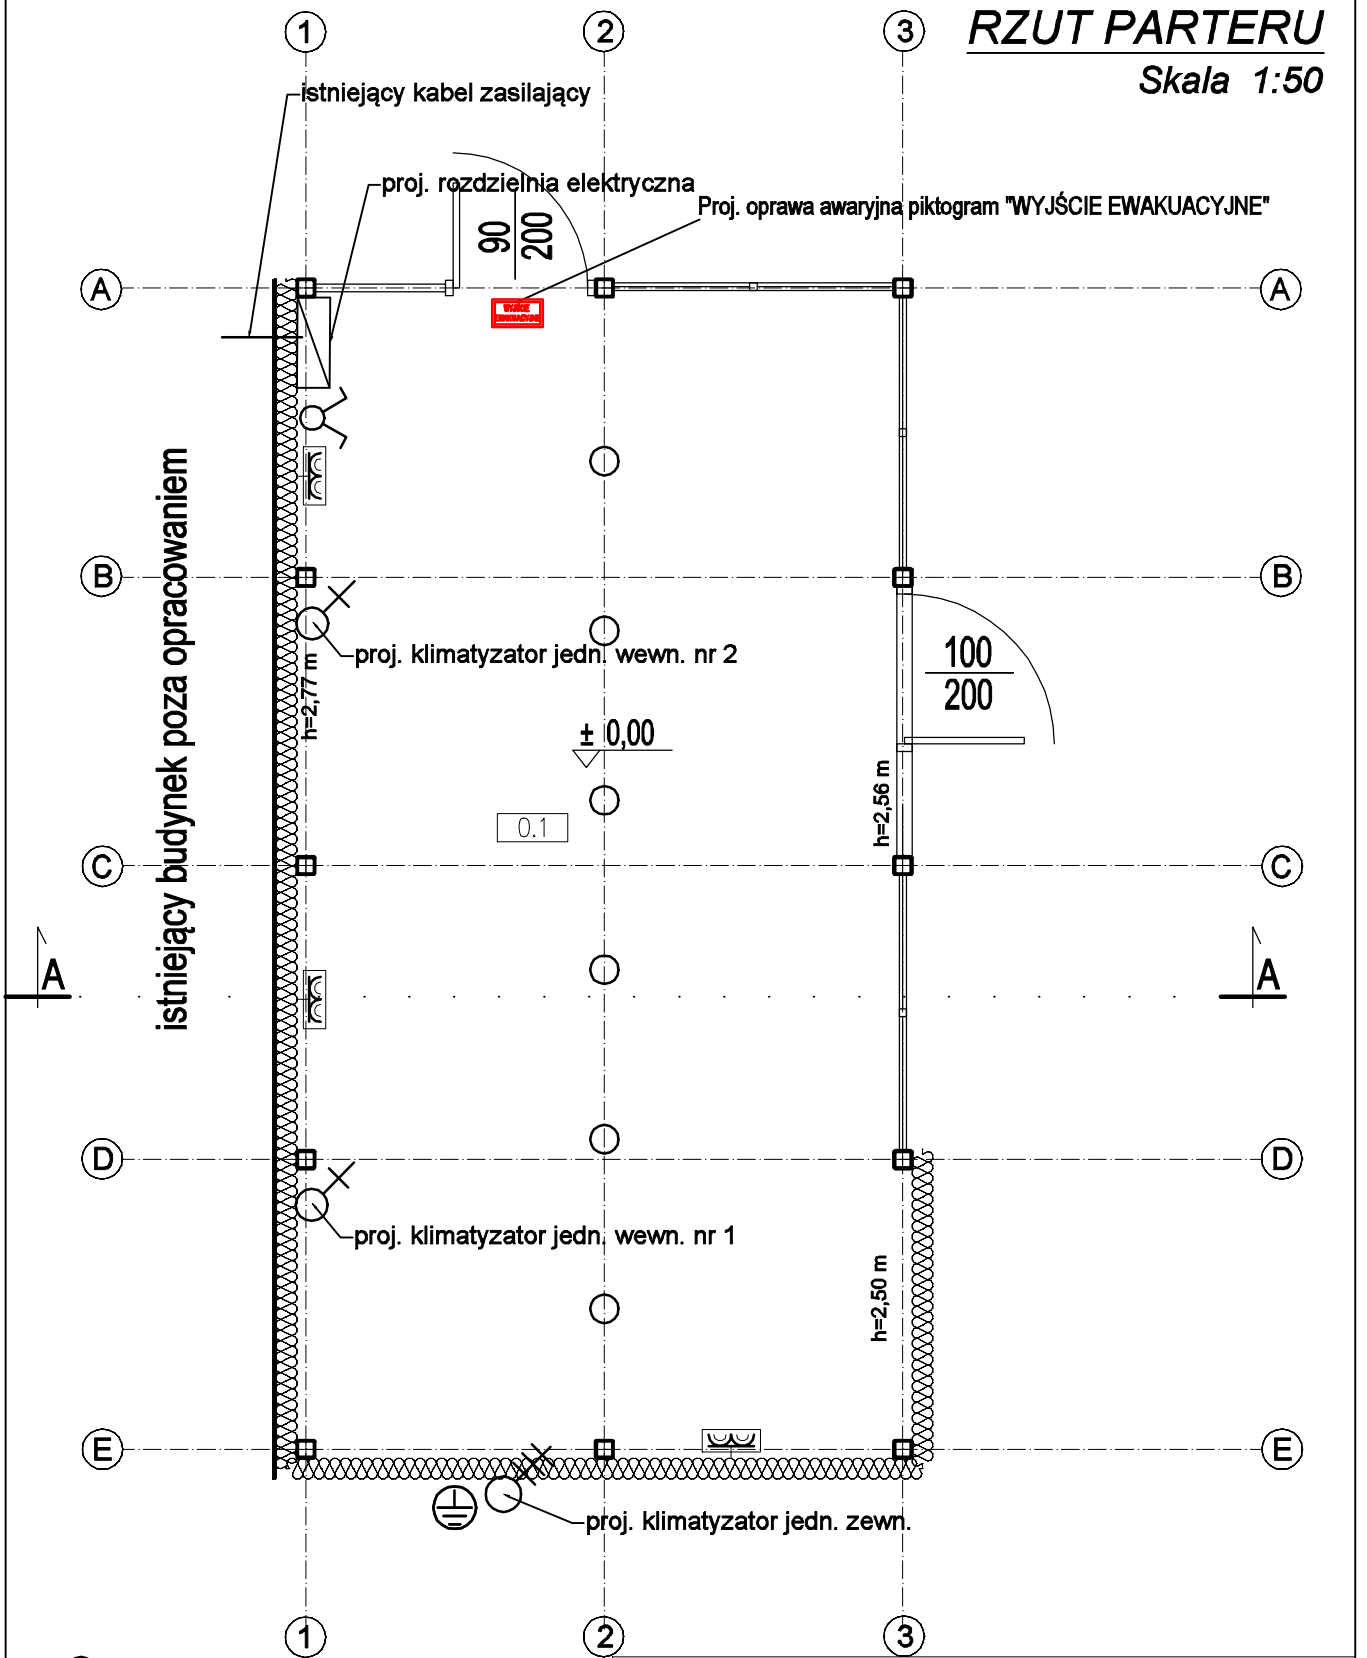 RZUT PARTERU
Skala 1:50
1
2
3
istniejący kabel zasilający
proj. rozdzielnia elektryczna
Proj. oprawa awaryjna piktogram "WYJŚCIE EWAKUACYJNE"
90
200
A
A
WYJŚCIE
EWAKUACYJNE
istniejący budynek poza opracowaniem
B
B
proj. klimatyzator jedn. wewn. nr 2
h=2,77 m
100
200
± 0,00
h=2,56 m
0.1
C
C
A
A
D
D
proj. klimatyzator jedn. wewn. nr 1
h=2,50 m
E
E
proj. klimatyzator jedn. zewn.
1
2
3